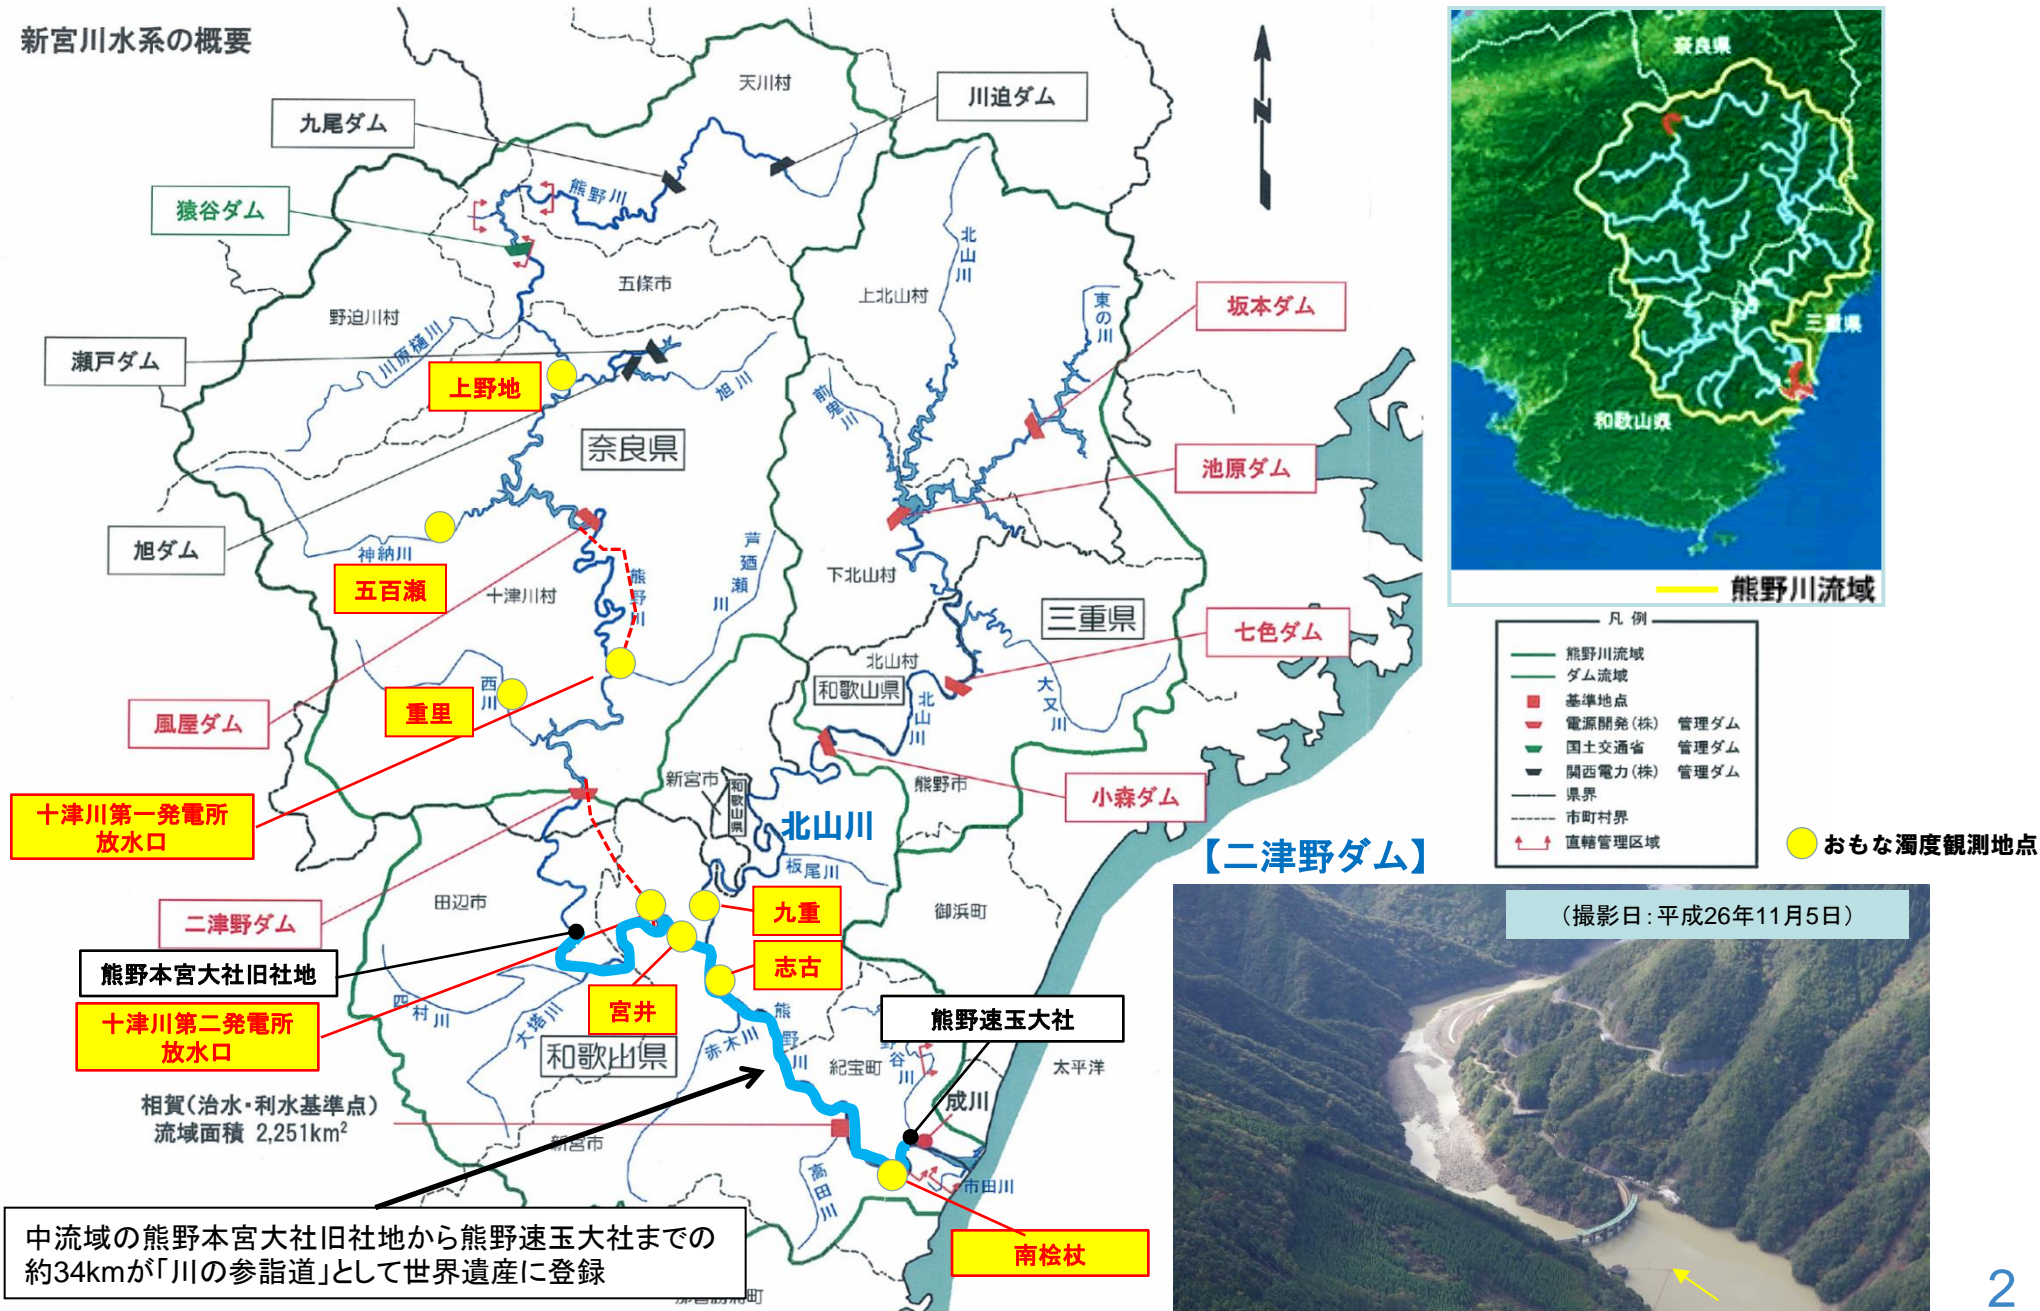 新宮川水系の概要
天川村
川迫ダム
九尾ダム
熊野川
猿谷ダム
北山川
五條市
上北山村
東の川
坂本ダム
野迫川村
川原樋川
瀬戸ダム
上野地
旭川
前鬼川
奈良県
池原ダム
旭ダム
神納川
五百瀬
十津川村
熊野川
芦廼瀬川
下北山村
三重県
七色ダム
北山村
和歌山県
北山川
大又川
西川
重里
風屋ダム
新宮市
和歌山県
熊野市
小森ダム
十津川第一発電所
放水口
北山川
板尾川
田辺市
二津野ダム
九重
御浜町
志古
熊野本宮大社旧社地
宮井
四村川
大塔川
十津川第二発電所
放水口
和歌山県
赤木川
熊野川
熊野速玉大社
紀宝町
谷川
太平洋
成川
相賀(治水・利水基準点)
流域面積 2,251km²
新宮市
高田川
市田川
南桧杖
中流域の熊野本宮大社旧社地から熊野速玉大社までの
約34kmが「川の参詣道」として世界遺産に登録
奈良県
三重県
和歌山県
熊野川流域
凡例
熊野川流域
ダム流域
基準地点
電源開発(株) 管理ダム
国土交通省 管理ダム
関西電力(株) 管理ダム
県界
市町村界
直轄管理区域
おもな濁度観測地点
【二津野ダム】
(撮影日:平成26年11月5日)
2